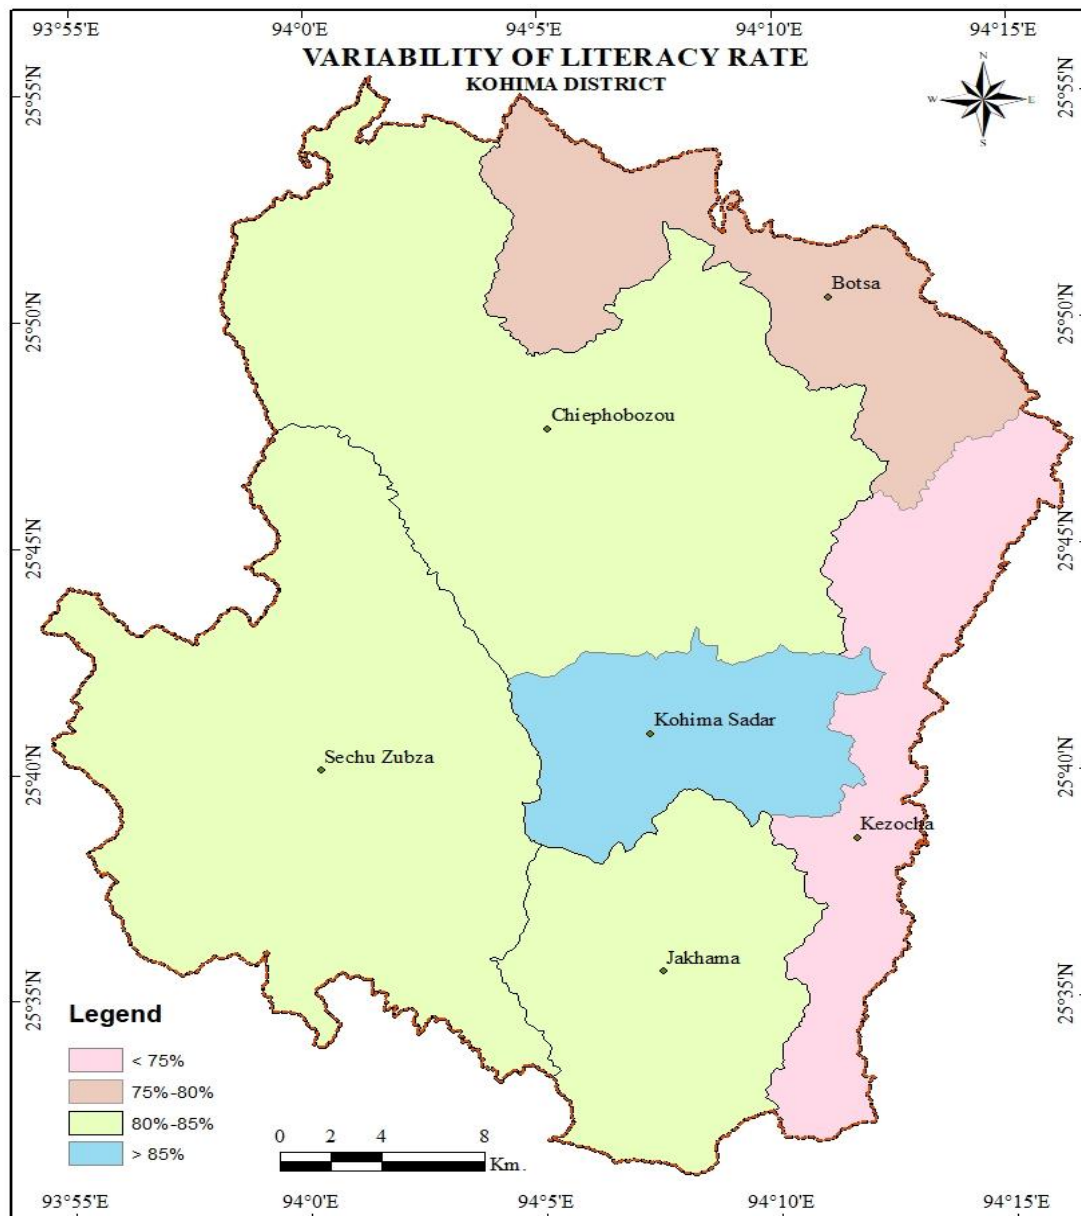 93°55'E 94°0'E 94°5'E 94°10'E 94°15'E
VARIABILITY OF LITERACY RATE
KOHIMA DISTRICT
N
W E
S
25°55'N 25°55'N
Botsa
25°50'N 25°50'N
Chiephobozou
25°45'N 25°45'N
Kohima Sadar
Sechu Zubza
25°40'N 25°40'N
Kezocha
Jakhama
25°35'N 25°35'N
Legend
< 75%
75%-80%
80%-85%
> 85%
0 2 4 8
Km.
93°55'E 94°0'E 94°5'E 94°10'E 94°15'E